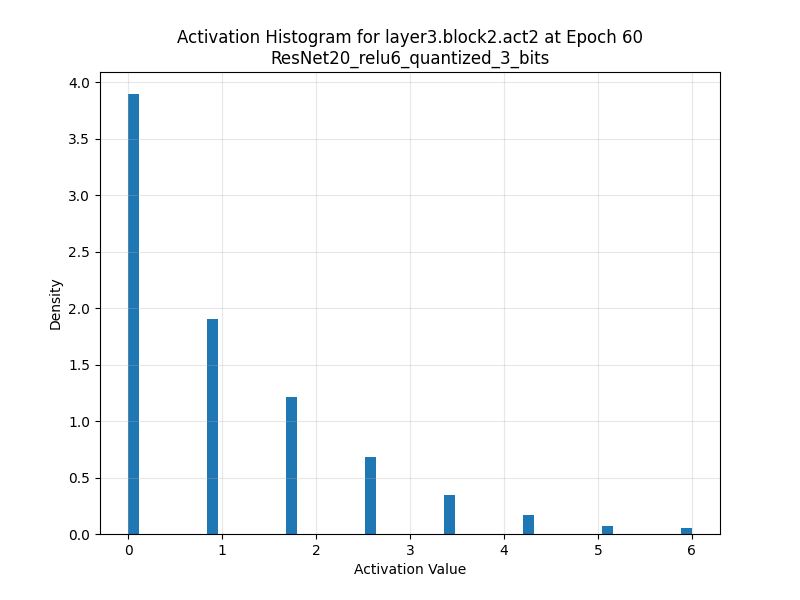 Activation Histogram for layer3.block2.act2 at Epoch 60
ResNet20_relu6_quantized_3_bits
4.0
3.5
3.0
2.5
2.0
1.5
1.0
0.5
0.0
Density
0 1 2 3 4 5 6
Activation Value